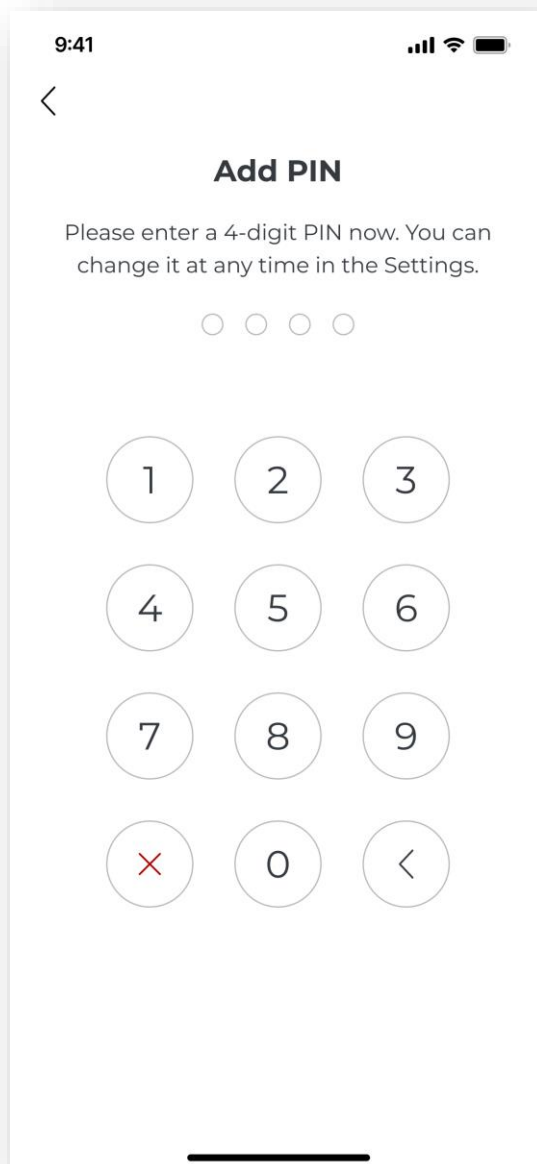 9:41
Add PIN
Please enter a 4-digit PIN now. You can
change it at any time in the Settings.
1 2 3
4 5 6
7 8 9
0